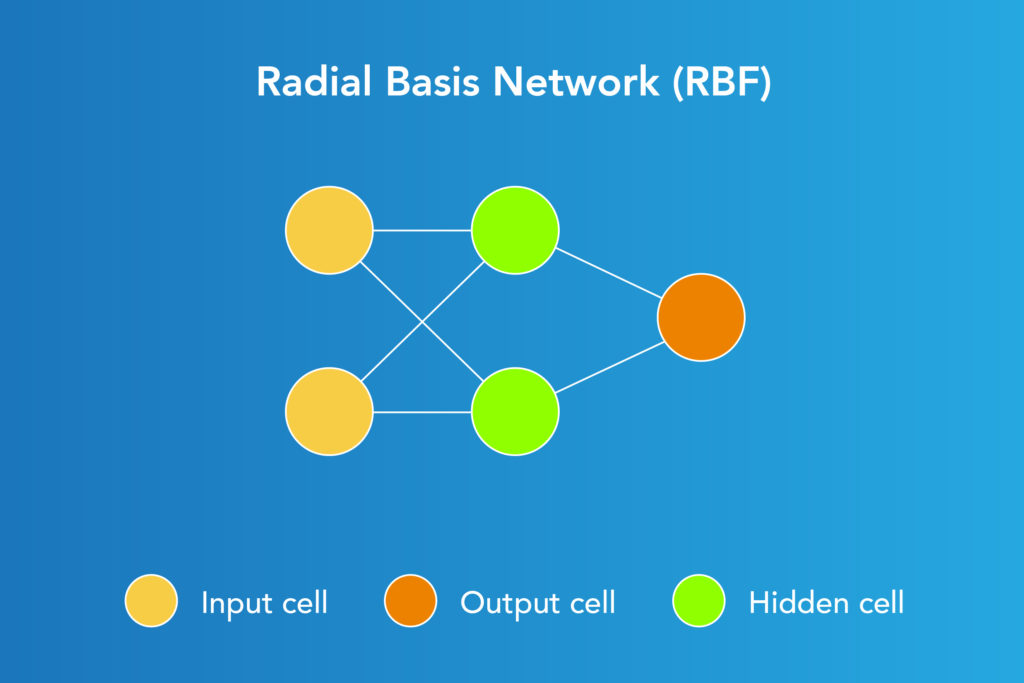 Radial Basis Network (RBF)
Input cell
Output cell
Hidden cell